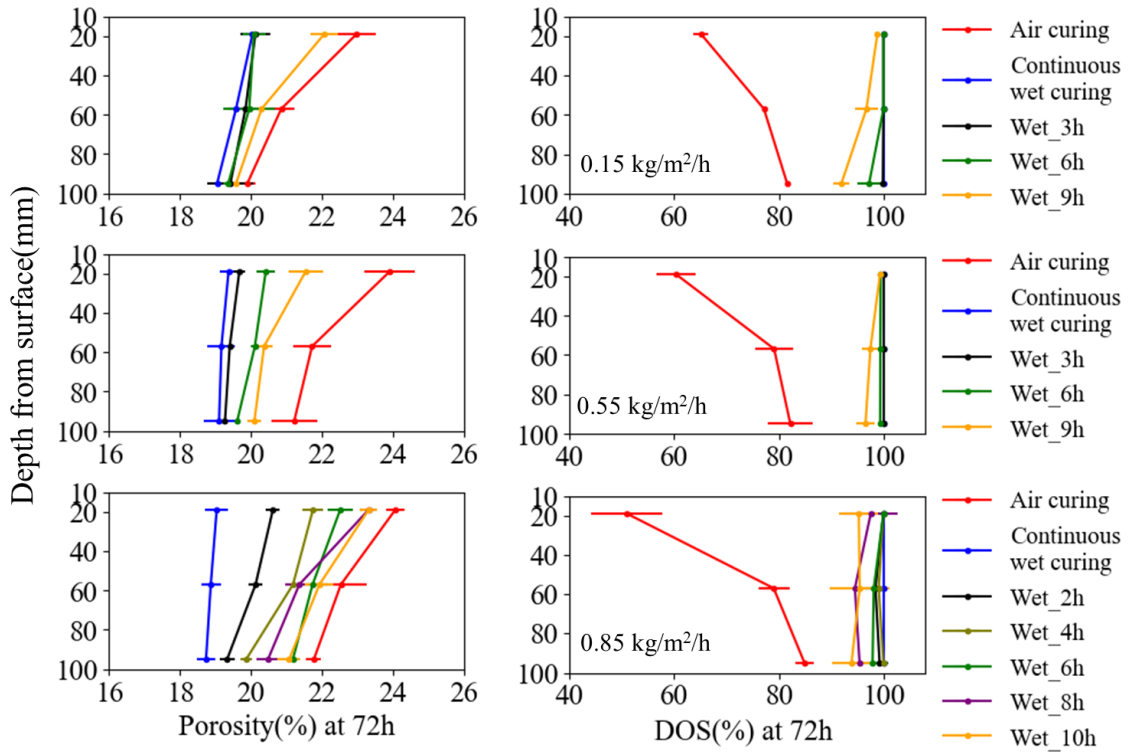 Depth from surface(mm)
10
20
40
60
80
100
16
18
20
22
24
26
10
20
40
60
80
100
40
60
80
100
0.15 kg/m²/h
Air curing
Continuous
wet curing
Wet_3h
Wet_6h
Wet_9h
10
20
40
60
80
100
16
18
20
22
24
26
10
20
40
60
80
100
40
60
80
100
0.55 kg/m²/h
Air curing
Continuous
wet curing
Wet_3h
Wet_6h
Wet_9h
10
20
40
60
80
100
16
18
20
22
24
26
Porosity(%) at 72h
10
20
40
60
80
100
40
60
80
100
0.85 kg/m²/h
DOS(%) at 72h
Air curing
Continuous
wet curing
Wet_2h
Wet_4h
Wet_6h
Wet_8h
Wet_10h